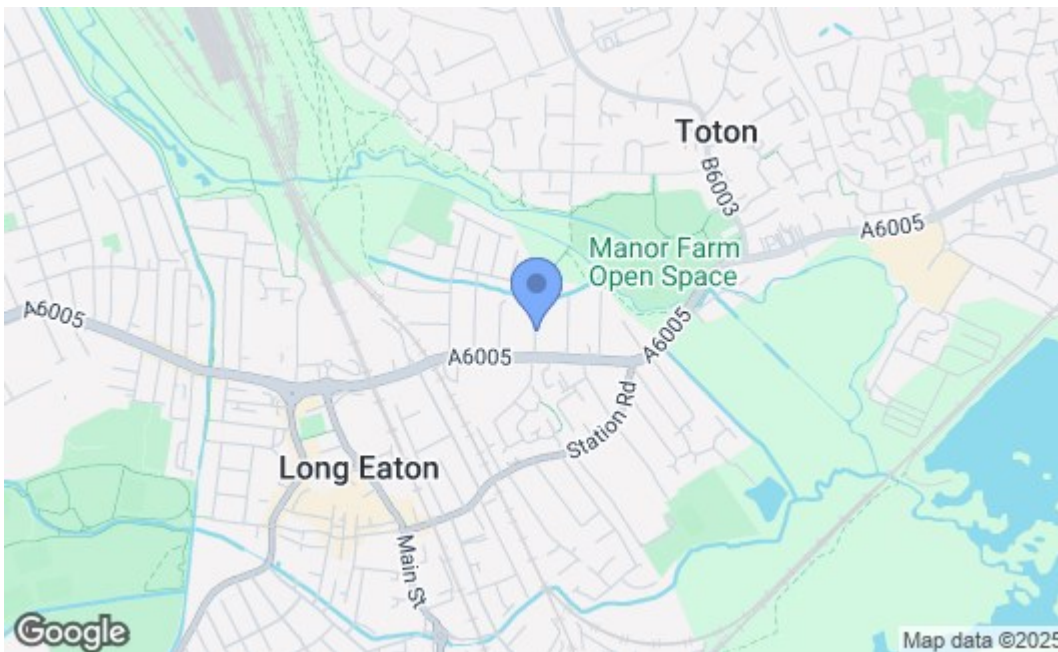 Toton
B6003
A6005
Manor Farm
Open Space
A6005
A6005
A6005
Station Rd
Long Eaton
Main St
Google
Map data ©2025